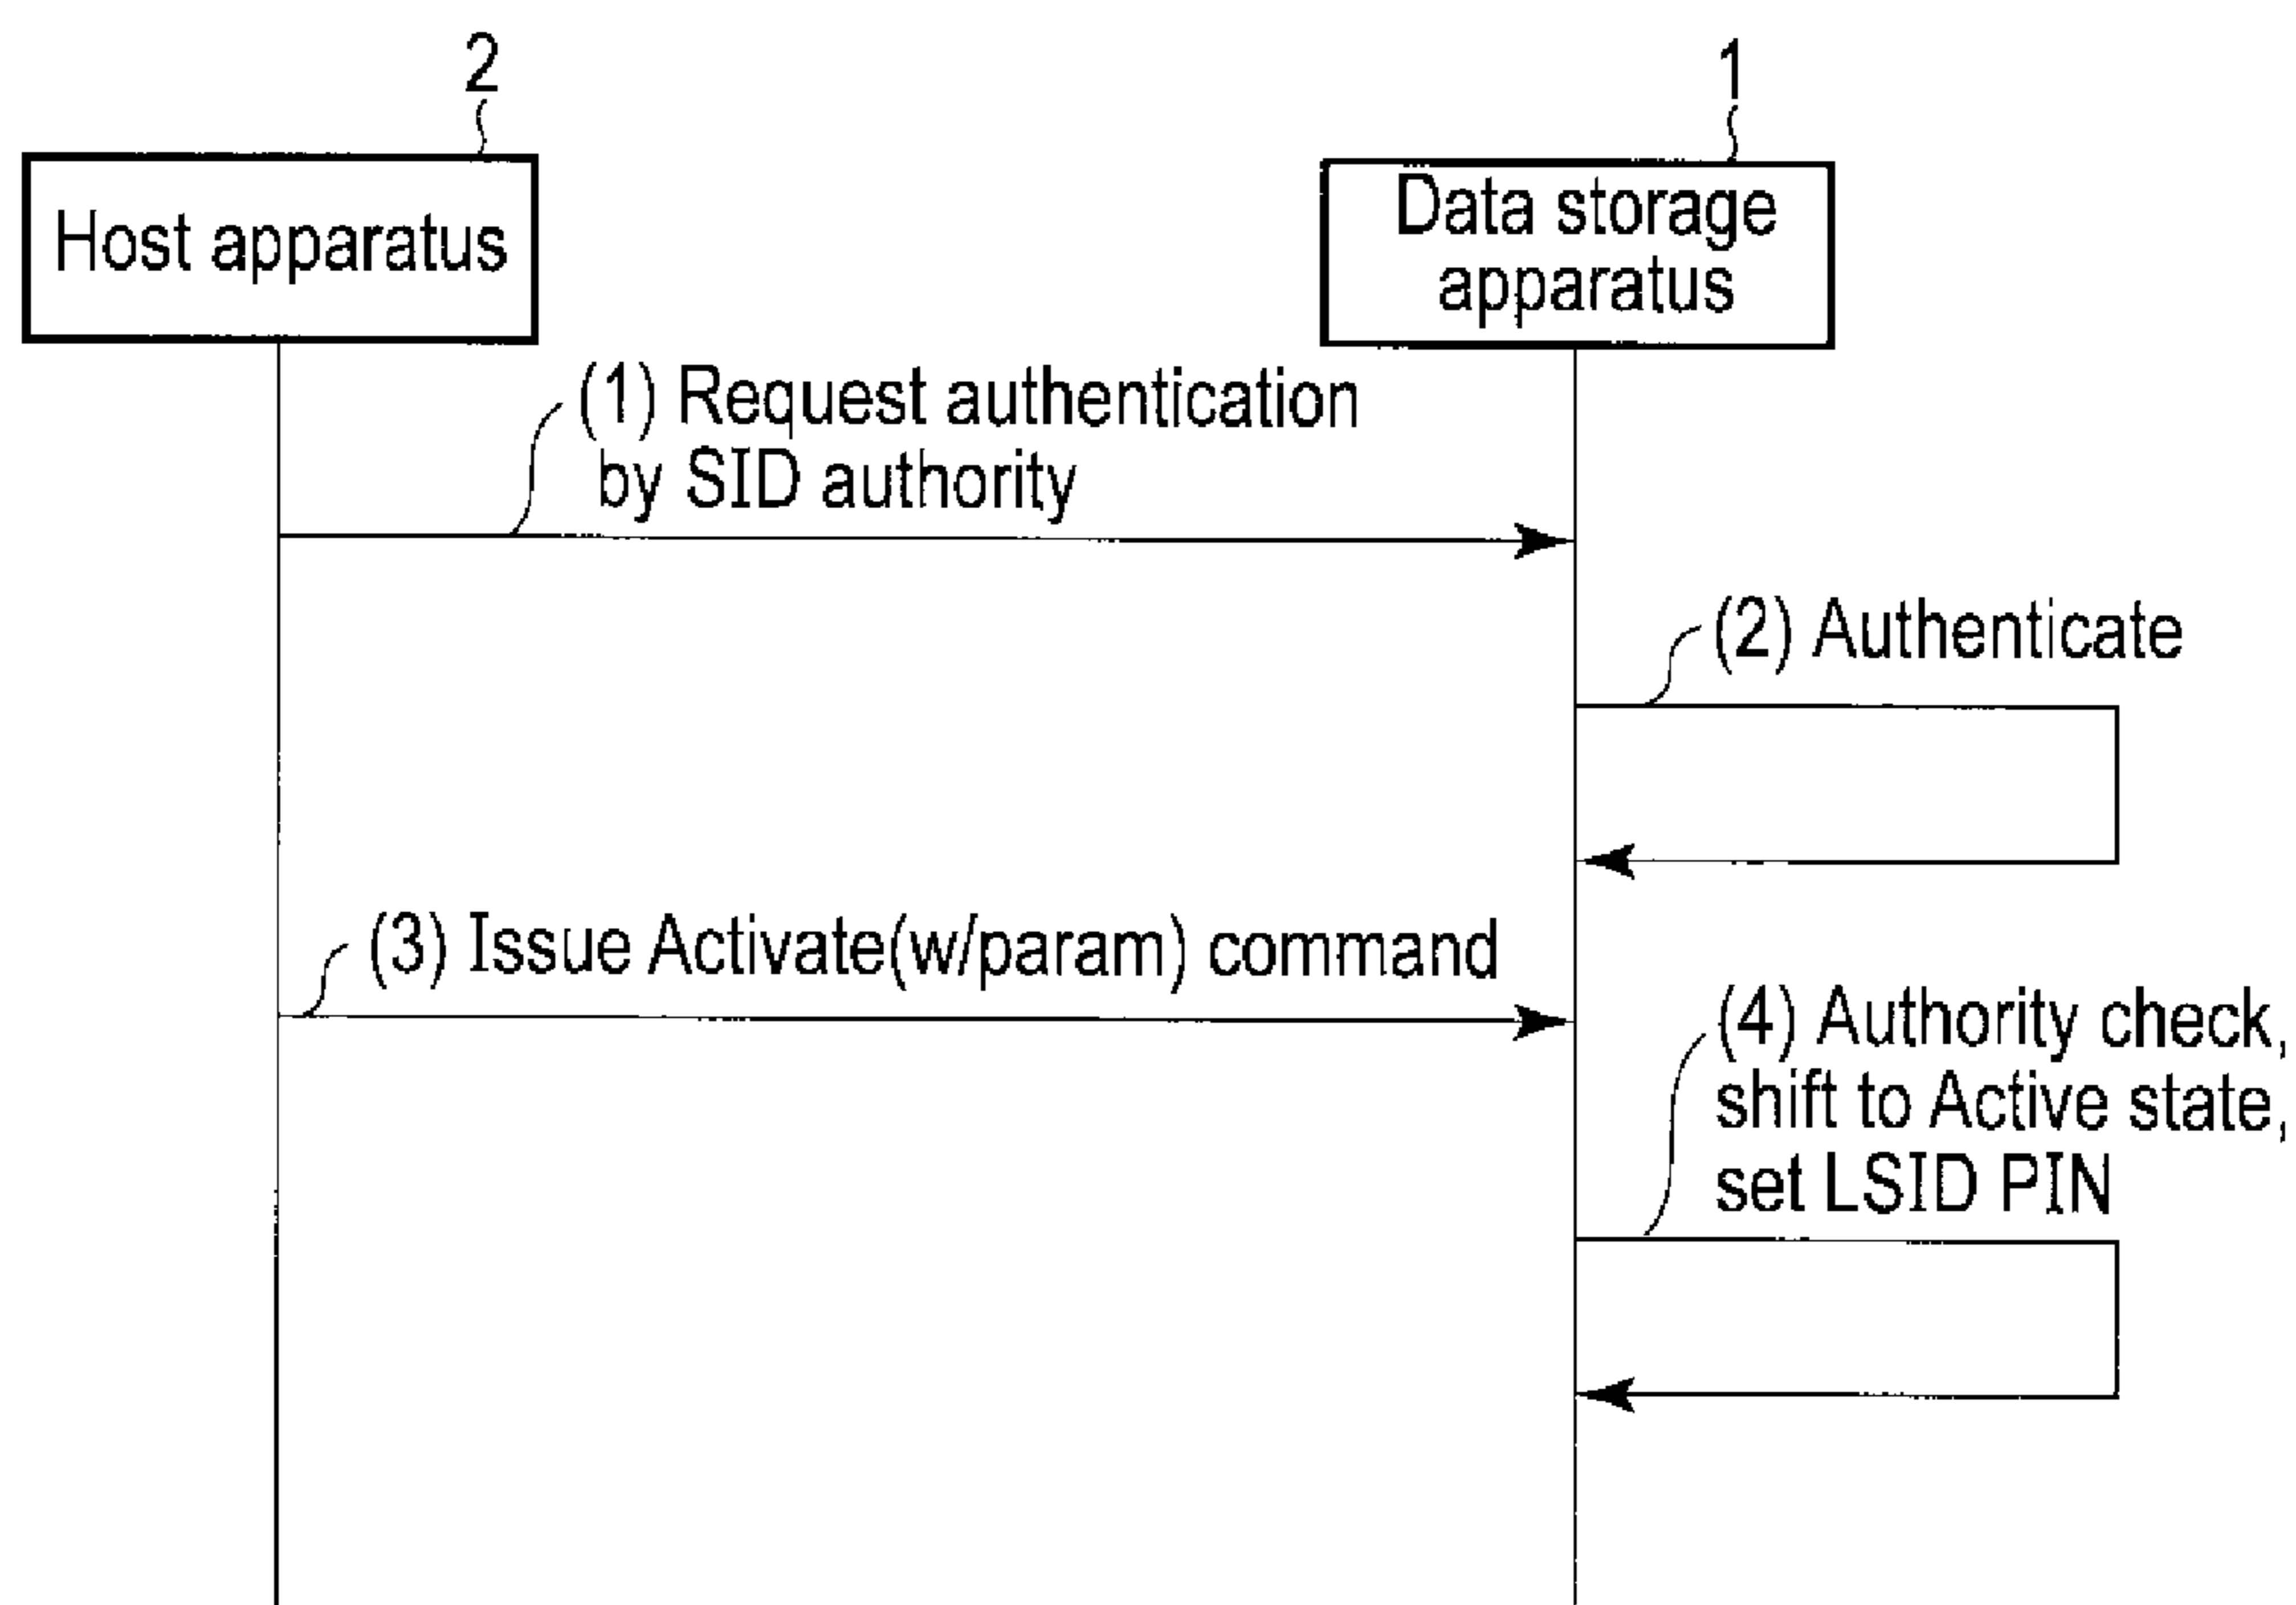 2
1
Host apparatus
Data storage
apparatus
(1) Request authentication
by SID authority
(2) Authenticate
(3) Issue Activate(w/param) command
(4) Authority check,
shift to Active state,
set LSID PIN